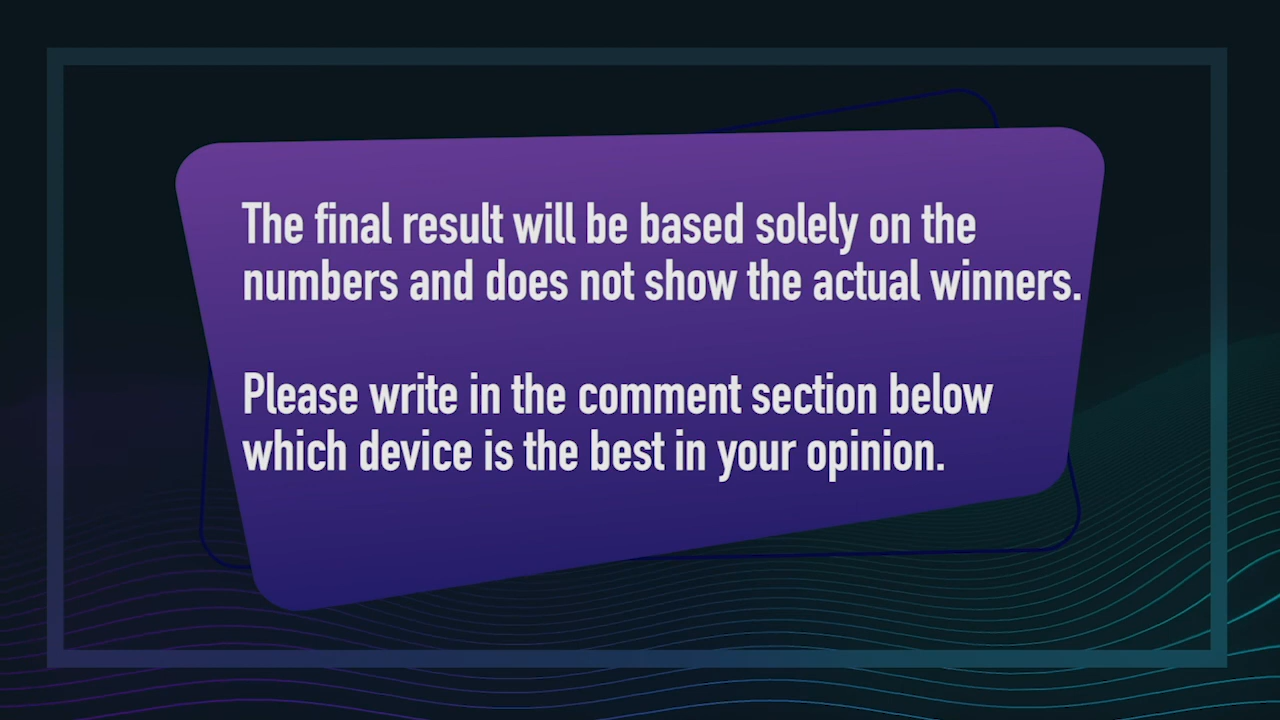 The final result will be based solely on the
numbers and does not show the actual winners.
Please write in the comment section below
which device is the best in your opinion.